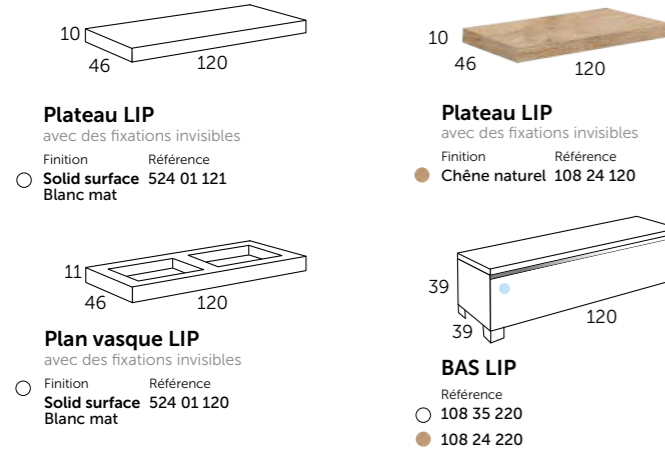 10
46
120
Plateau LIP
avec des fixations invisibles
Finition Référence
Solid surface 524 01 121
Blanc mat
10
46
120
Plateau LIP
avec des fixations invisibles
Finition Référence
Chêne naturel 108 24 120
11
46
120
Plan vasque LIP
avec des fixations invisibles
Finition Référence
Solid surface 524 01 120
Blanc mat
39
39
120
BAS LIP
Référence
108 35 220
108 24 220